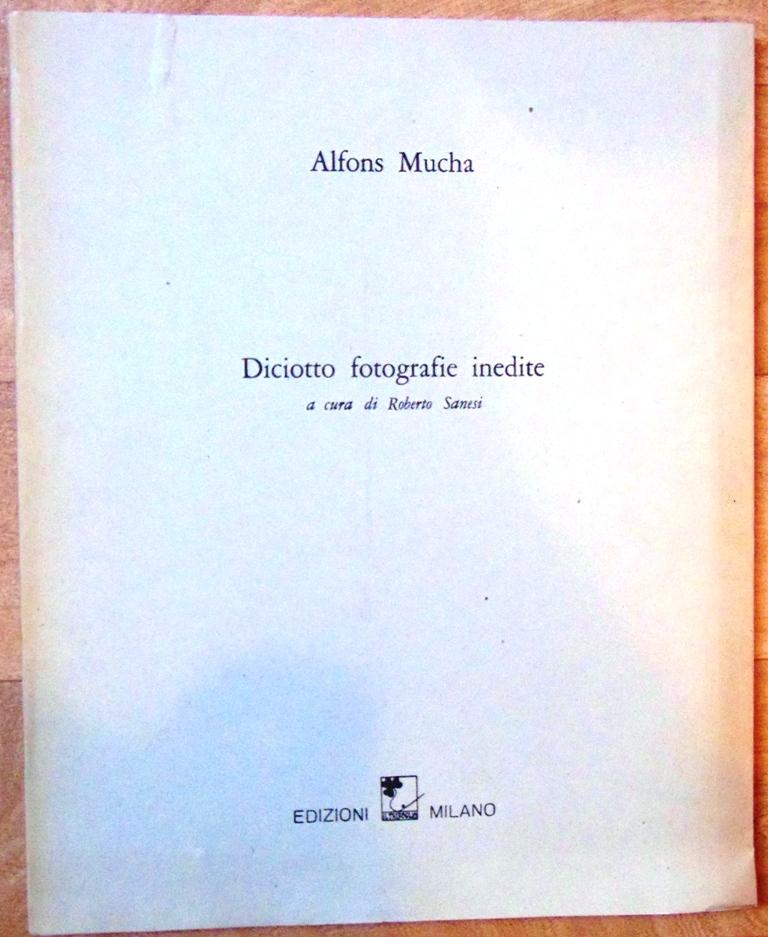 Alfons Mucha
Diciotto fotografie inedite
a cura di Roberto Sanesi
EDIZIONI MILANO